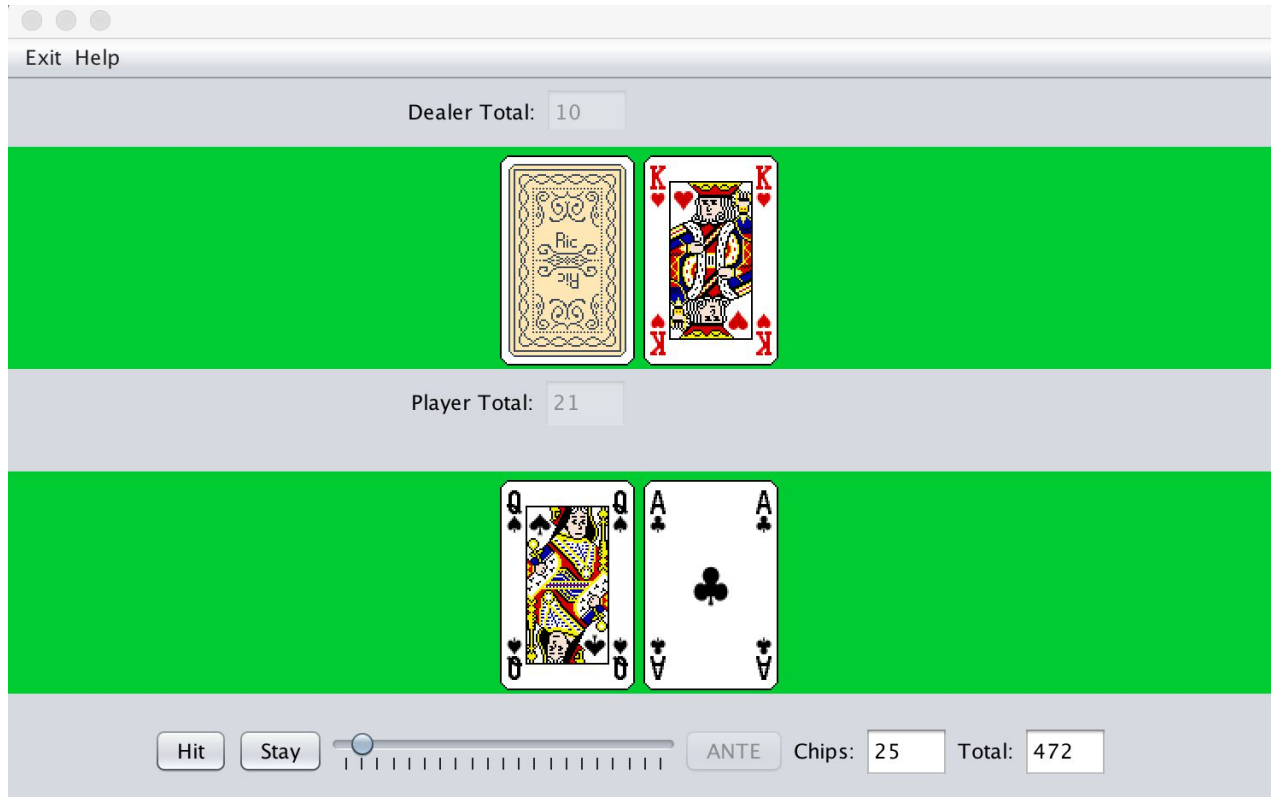 Exit Help
Dealer Total: 10
K K
Ric
Ric
K K
Player Total: 21
Q Q A A
Q Q A A
Hit Stay ANTE Chips: 25 Total: 472